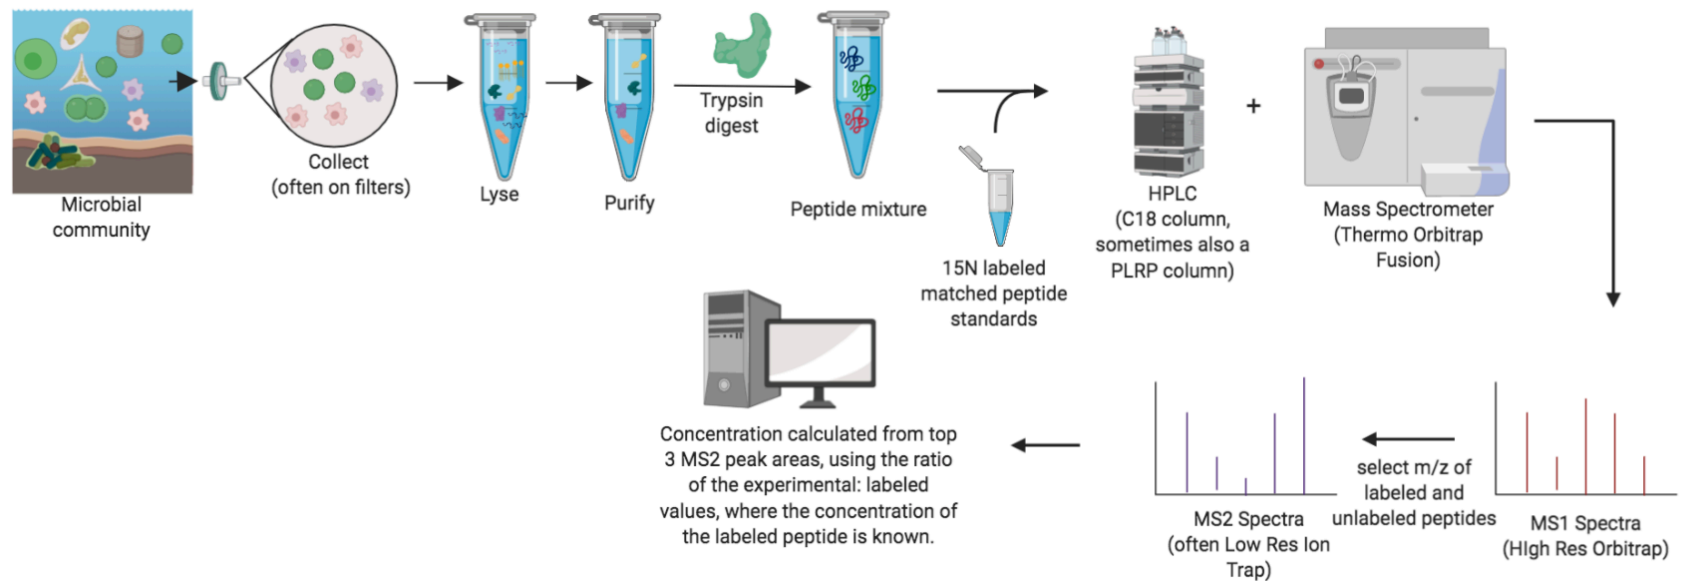 Microbial
community
Collect
(often on filters)
Lyse
Purify
Trypsin
digest
Peptide mixture
15N labeled
matched peptide
standards
HPLC
(C18 column,
sometimes also a
PLRP column)
+
Mass Spectrometer
(Thermo Orbitrap
Fusion)
MS1 Spectra
(HIgh Res Orbitrap)
select m/z of
labeled and
unlabeled peptides
MS2 Spectra
(often Low Res Ion
Trap)
Concentration calculated from top
3 MS2 peak areas, using the ratio
of the experimental: labeled
values, where the concentration of
the labeled peptide is known.